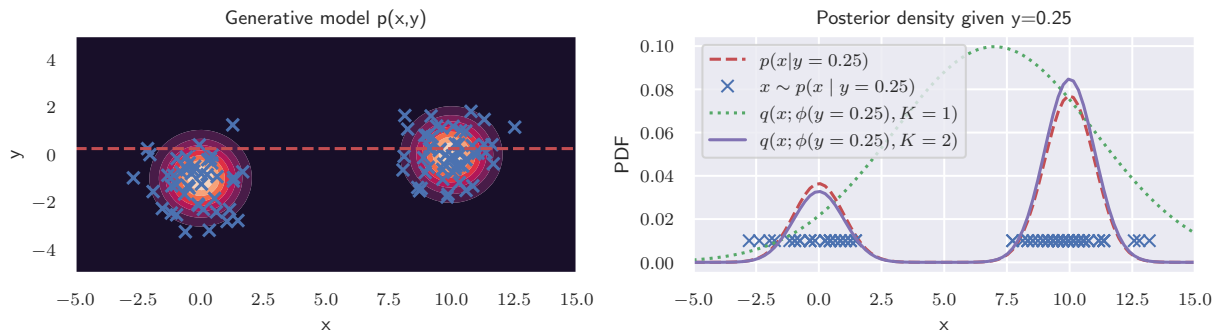 Generative model p(x,y)
y
4
2
0
−2
−4
−5.0 −2.5 0.0 2.5 5.0 7.5 10.0 12.5 15.0
x
Posterior density given y=0.25
PDF
0.10
0.08
0.06
0.04
0.02
0.00
p(x|y = 0.25)
x ∼ p(x | y = 0.25)
q(x; ϕ(y = 0.25), K = 1)
q(x; ϕ(y = 0.25), K = 2)
−5.0 −2.5 0.0 2.5 5.0 7.5 10.0 12.5 15.0
x